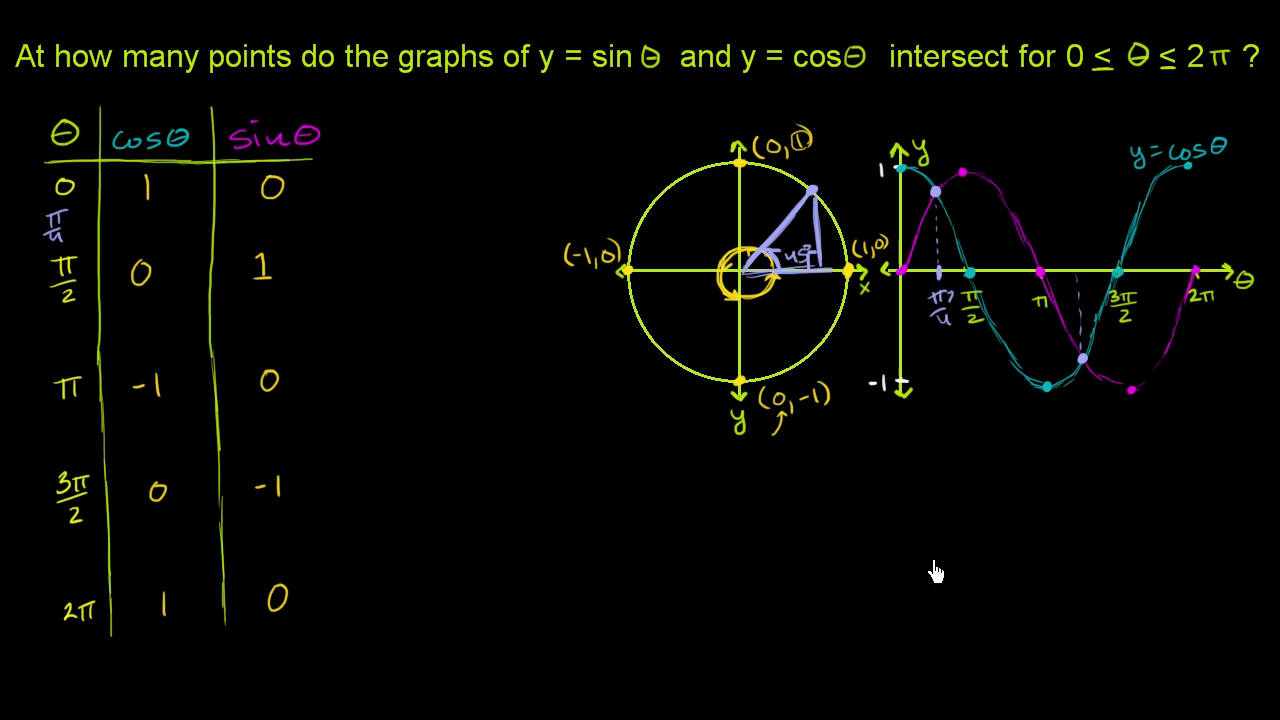 At how many points do the graphs of y = sin θ and y = cosθ intersect for 0 ≤ θ ≤ 2π ?
θ cosθ sinθ
0 1 0
π/4
π/2 0 1
π -1 0
3π/2 0 -1
2π 1 0
(0,1)
(-1,0)
(1,0)
45°
x
(0,-1)
y
y
y=cosθ
1
θ
π/4 π/2 π 3π/2 2π
-1